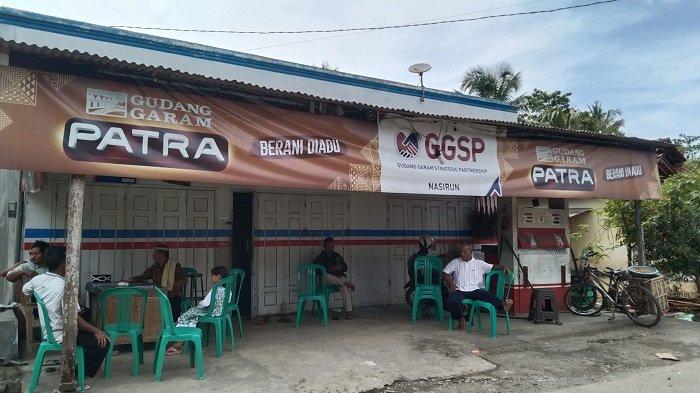 GUDANG
GARAM
PATRA
BERANI DIADU
GGSP
GUDANG GARAM STRATEGIC PARTNERSHIP
NASIRUN
GUDANG
GARAM
PATRA
BERANI DIADU